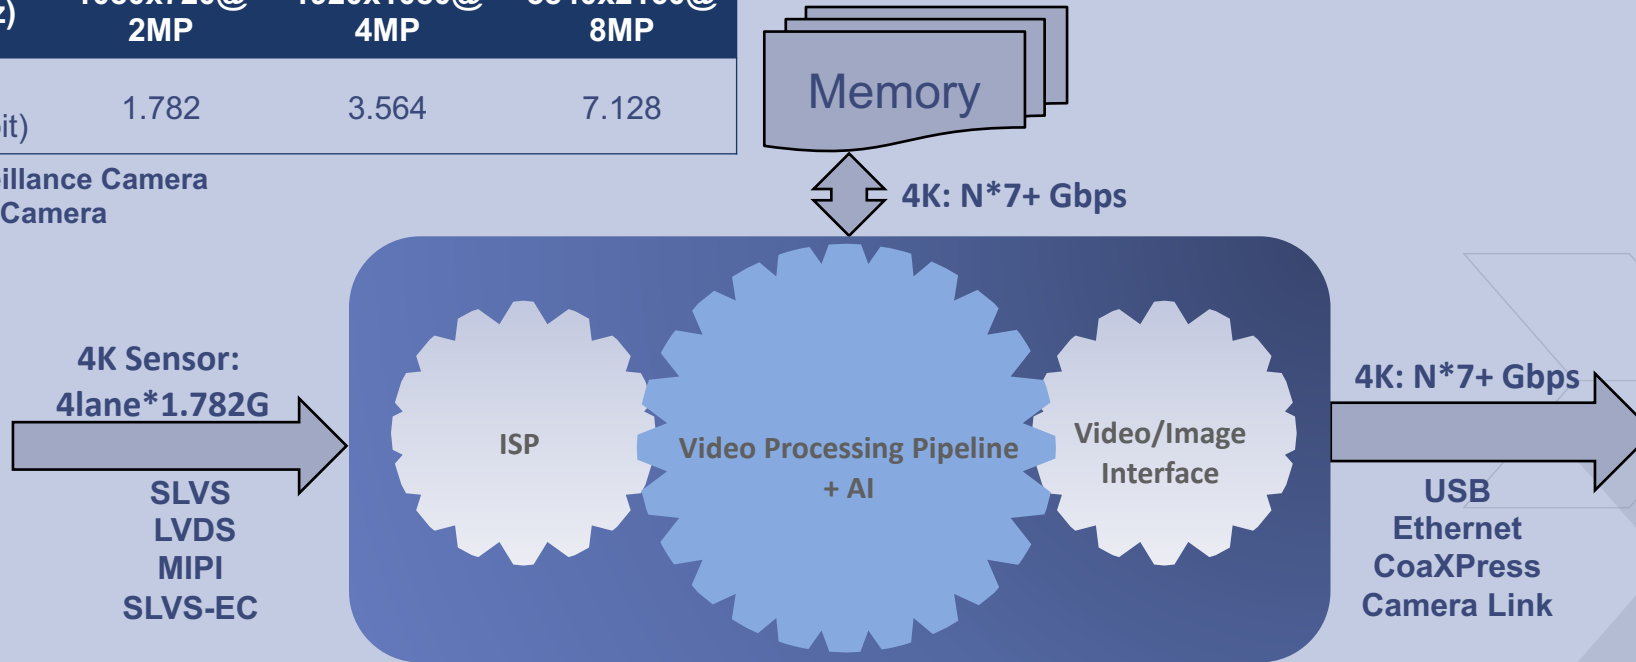 2MP 4MP 8MP
1.782 3.564 7.128
Camera
Camera
Memory
4K: N*7+ Gbps
4K Sensor:
4lane*1.782G
SLVS
LVDS
MIPI
SLVS-EC
ISP
Video Processing Pipeline
+ AI
Video/Image
Interface
4K: N*7+ Gbps
USB
Ethernet
CoaXPress
Camera Link